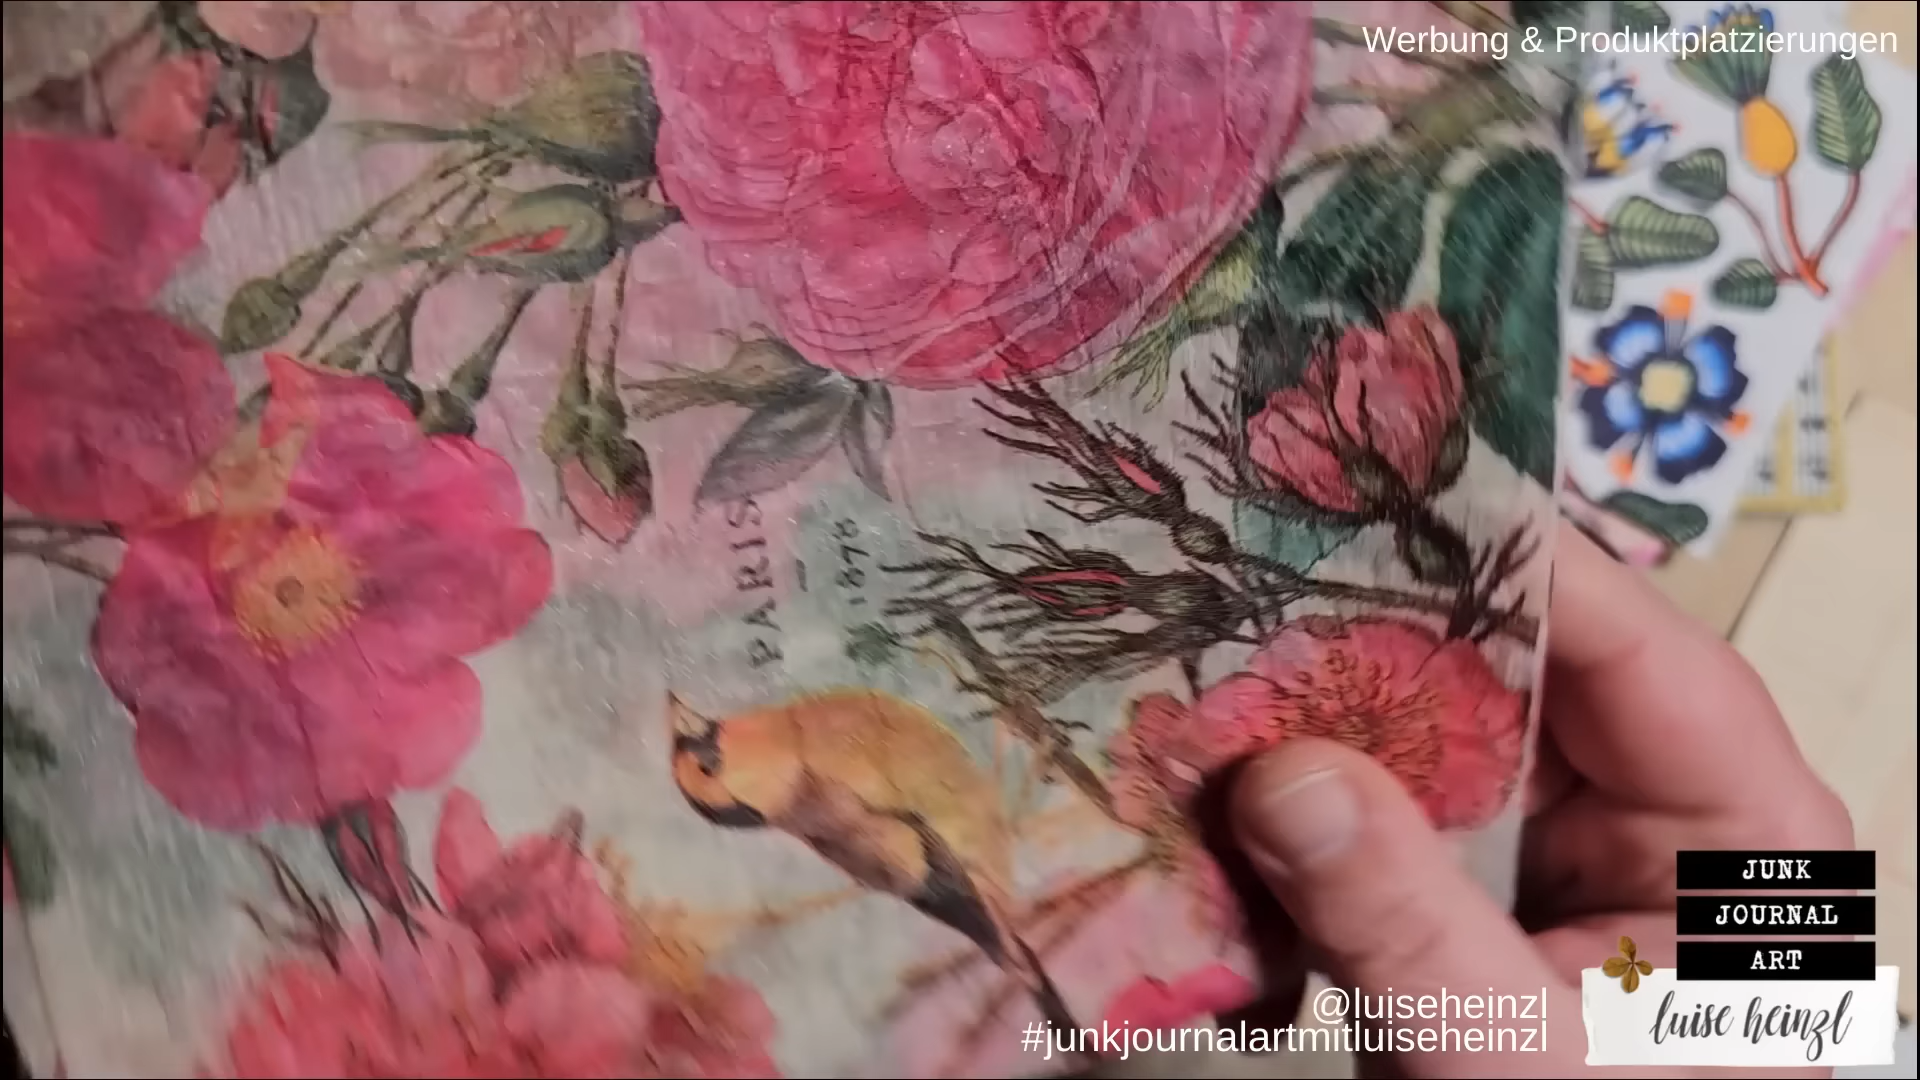 Werbung & Produktplatzierungen
PARIS
- 1878
JUNK
JOURNAL
ART
luise heinzl
@luiseheinzl
#junkjournalartmitluiseheinzl